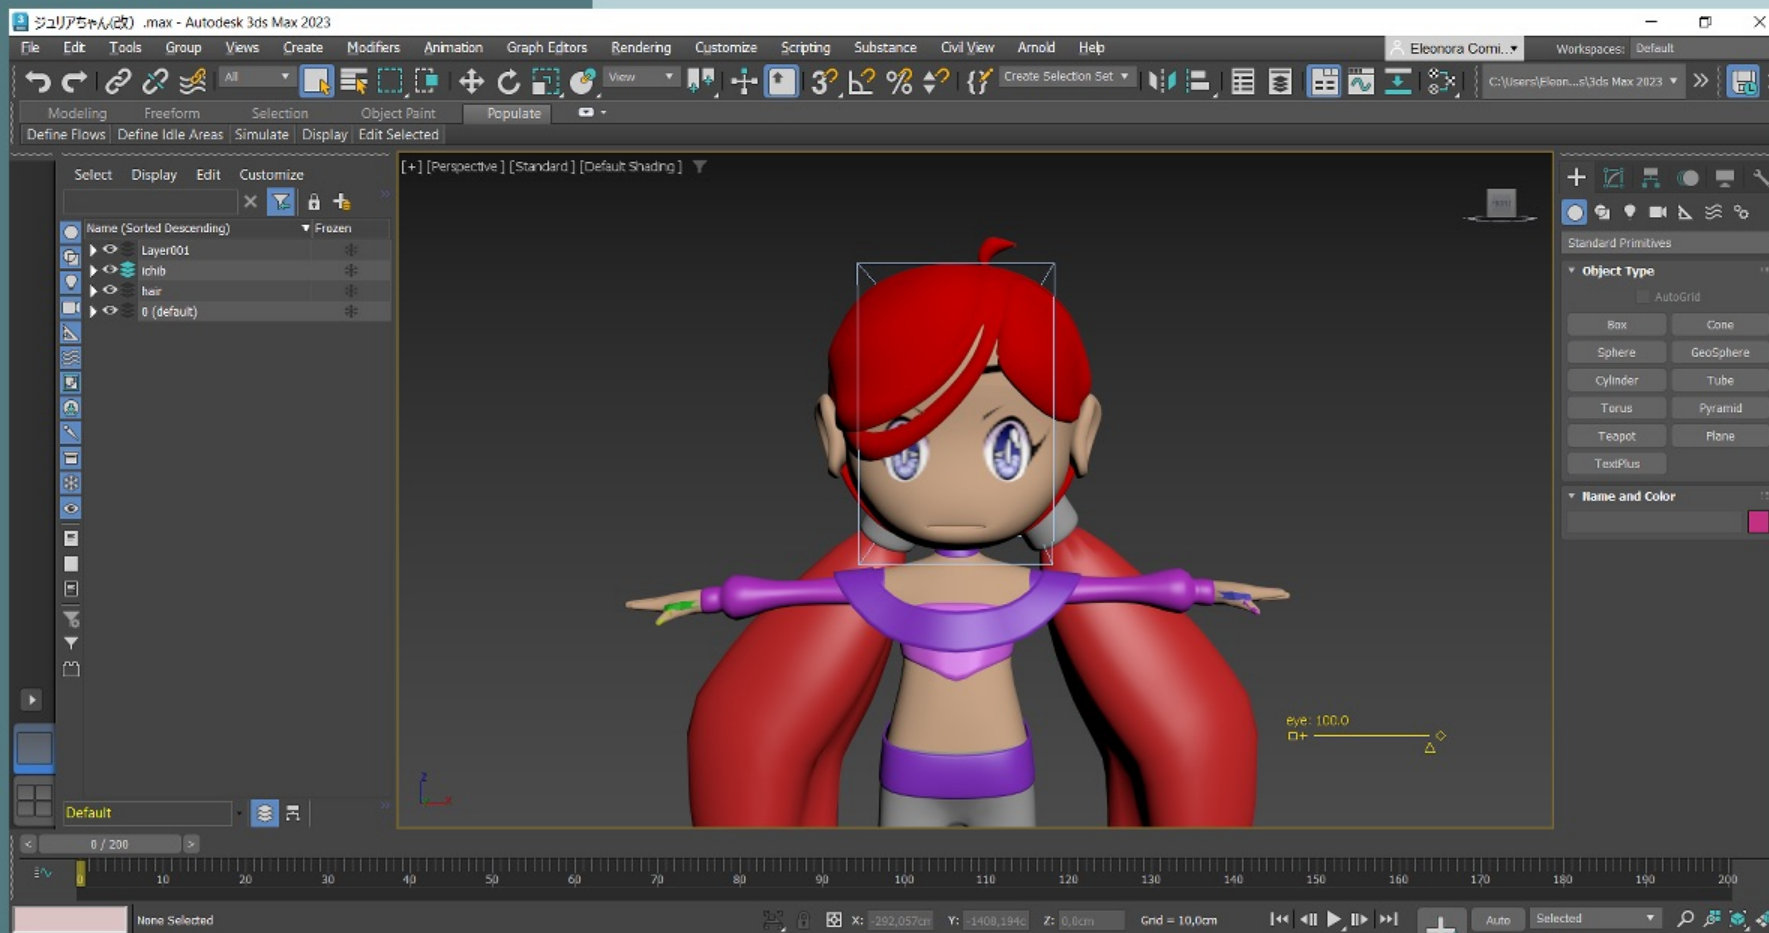 ジュリアちゃん(改) .max - Autodesk 3ds Max 2023
File Edit Tools Group Views Create Modifiers Animation Graph Editors Rendering Customize Scripting Substance Civil View Arnold Help Eleonora Comi... Workspaces: Default
All View Create Selection Set C:\Users\Eleon...s\3ds Max 2023
Modeling Freeform Selection Object Paint Populate
Define Flows Define Idle Areas Simulate Display Edit Selected
[+] [Perspective ] [Standard ] [Default Shading ]
Select Display Edit Customize
Name (Sorted Descending) Frozen
Layer001
hair
0 (default)
Standard Primitives
Object Type
AutoGrid
Box Cone
Sphere GeoSphere
Cylinder Tube
Torus Pyramid
Teapot Plane
TextPlus
Name and Color
eye: 100.0
z
x
Default
< 0 / 200 >
0 10 20 30 40 50 60 70 80 90 100 110 120 130 140 150 160 170 180 190 200
None Selected X: -292,057cm Y: -1408,194c Z: 0,0cm Grid = 10,0cm Auto Selected